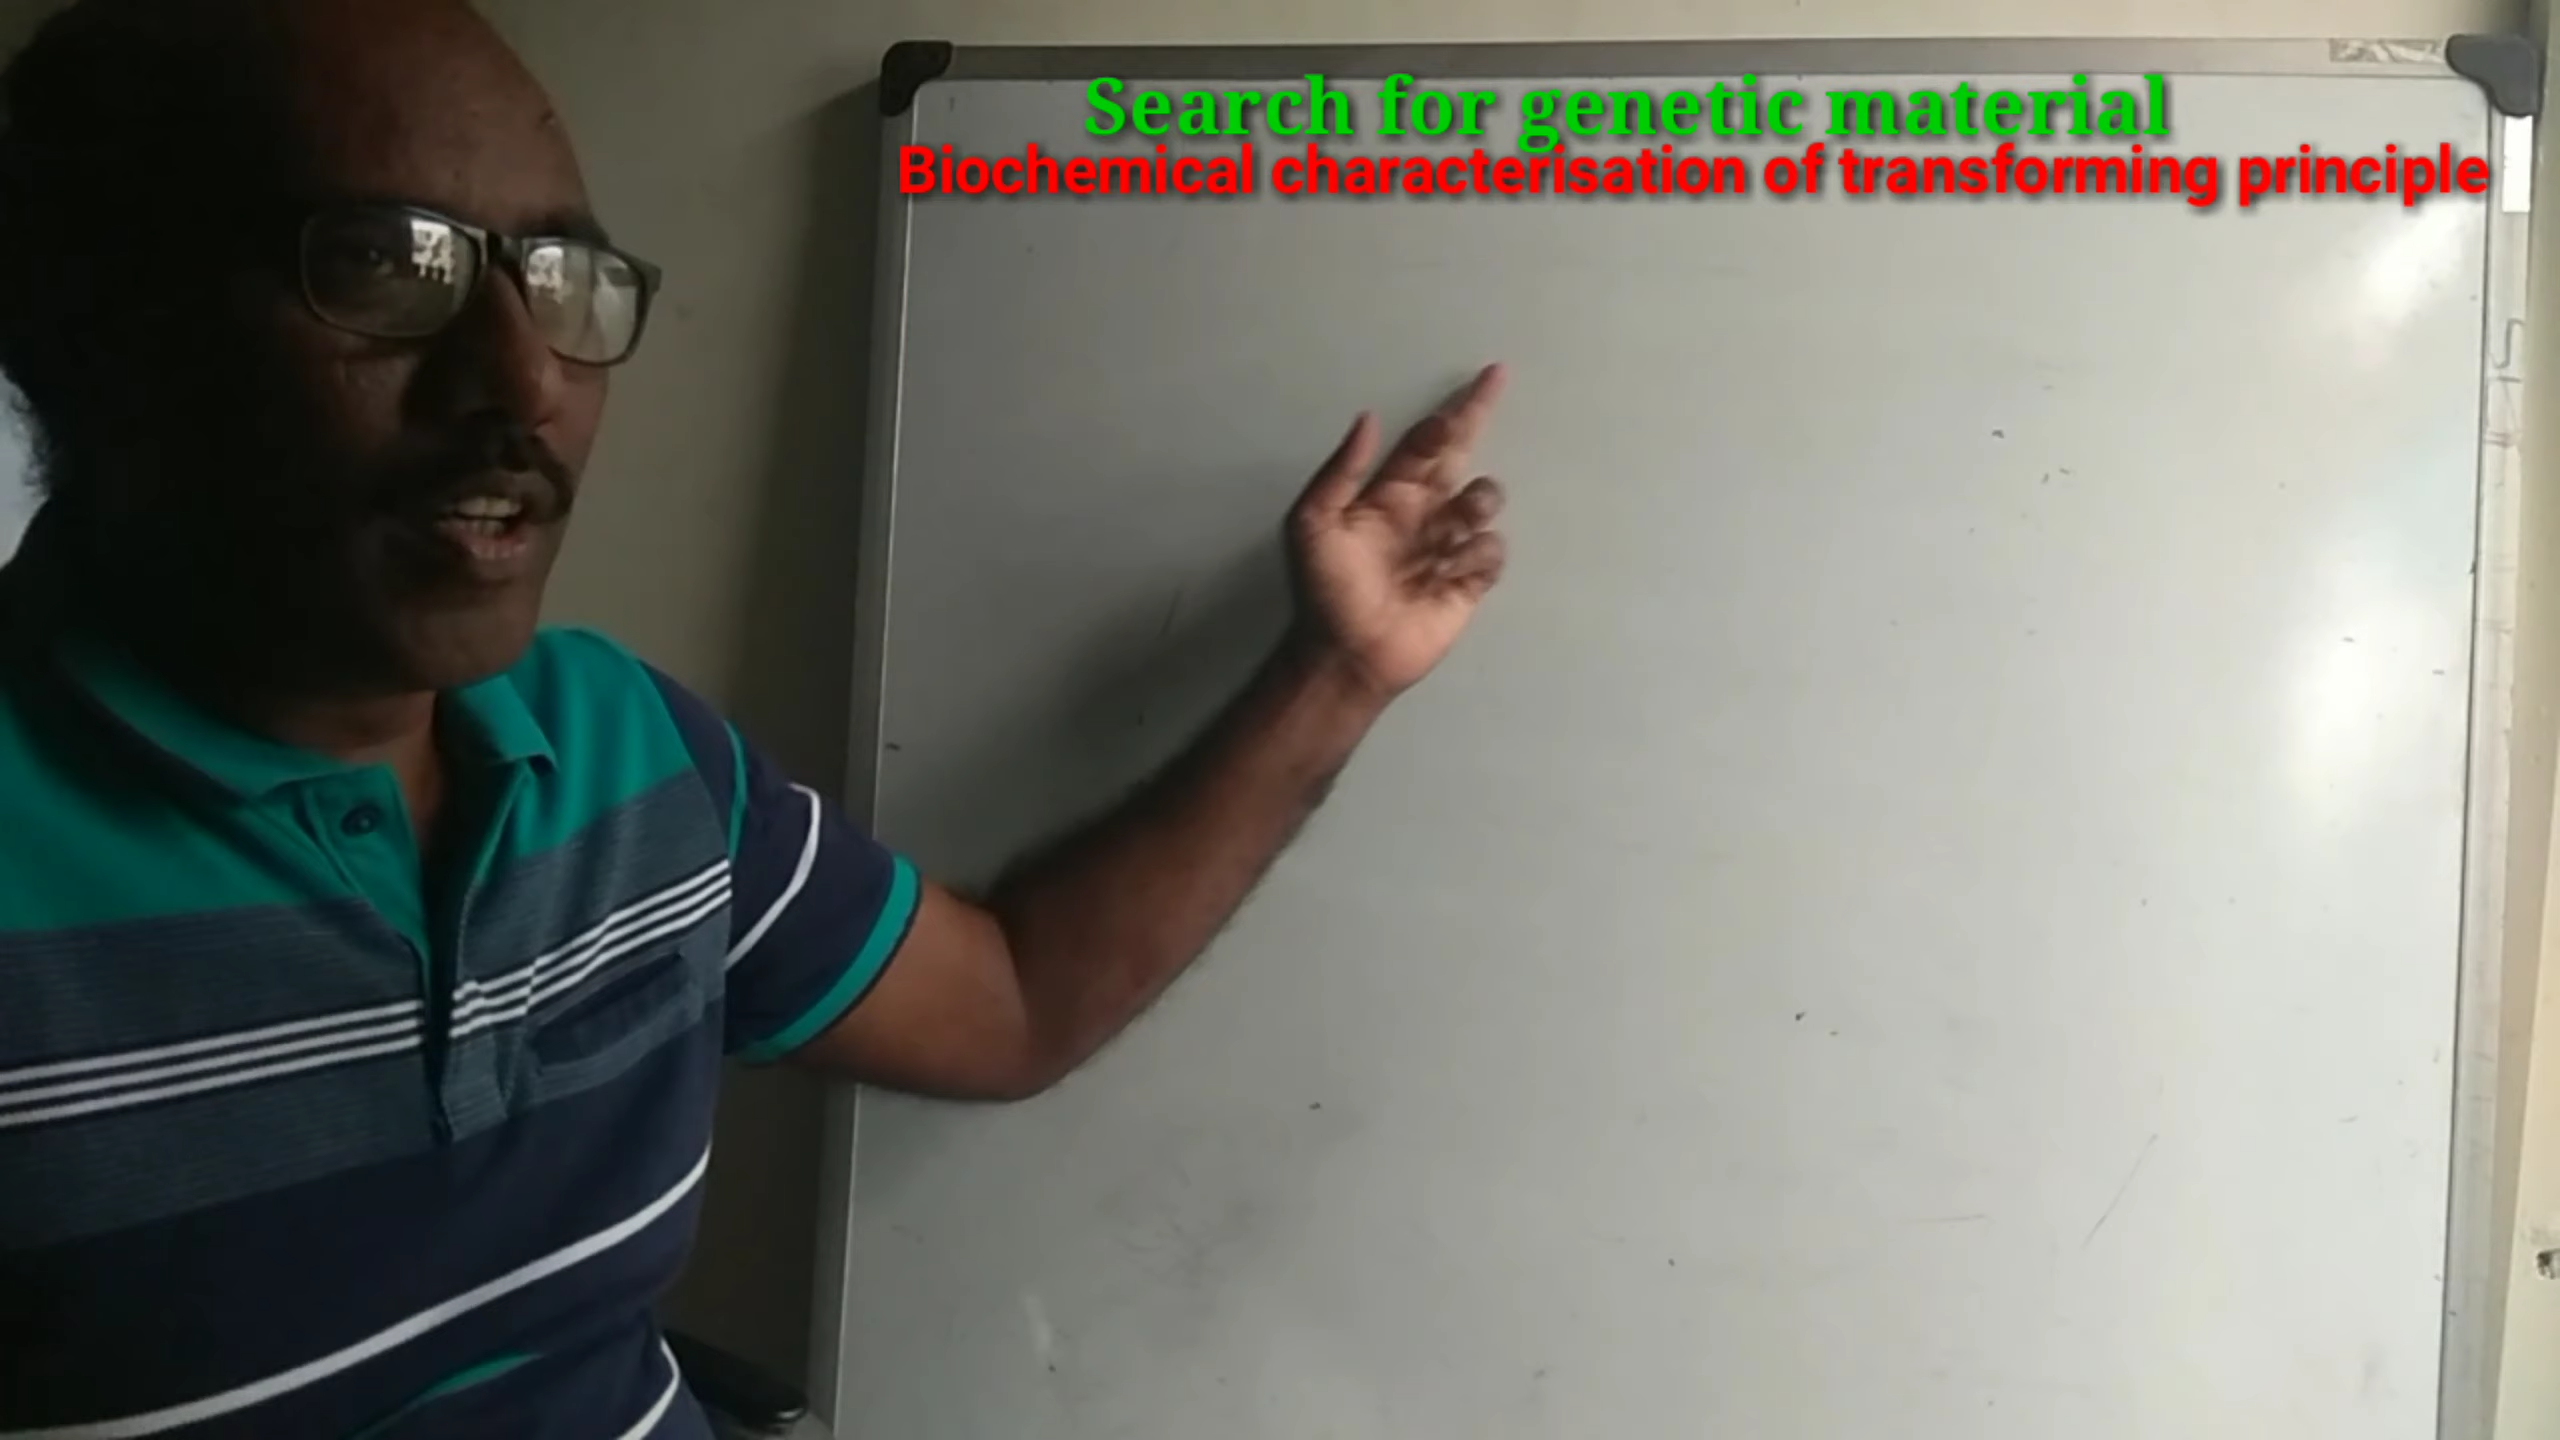 Search for genetic material
Biochemical characterisation of transforming principle